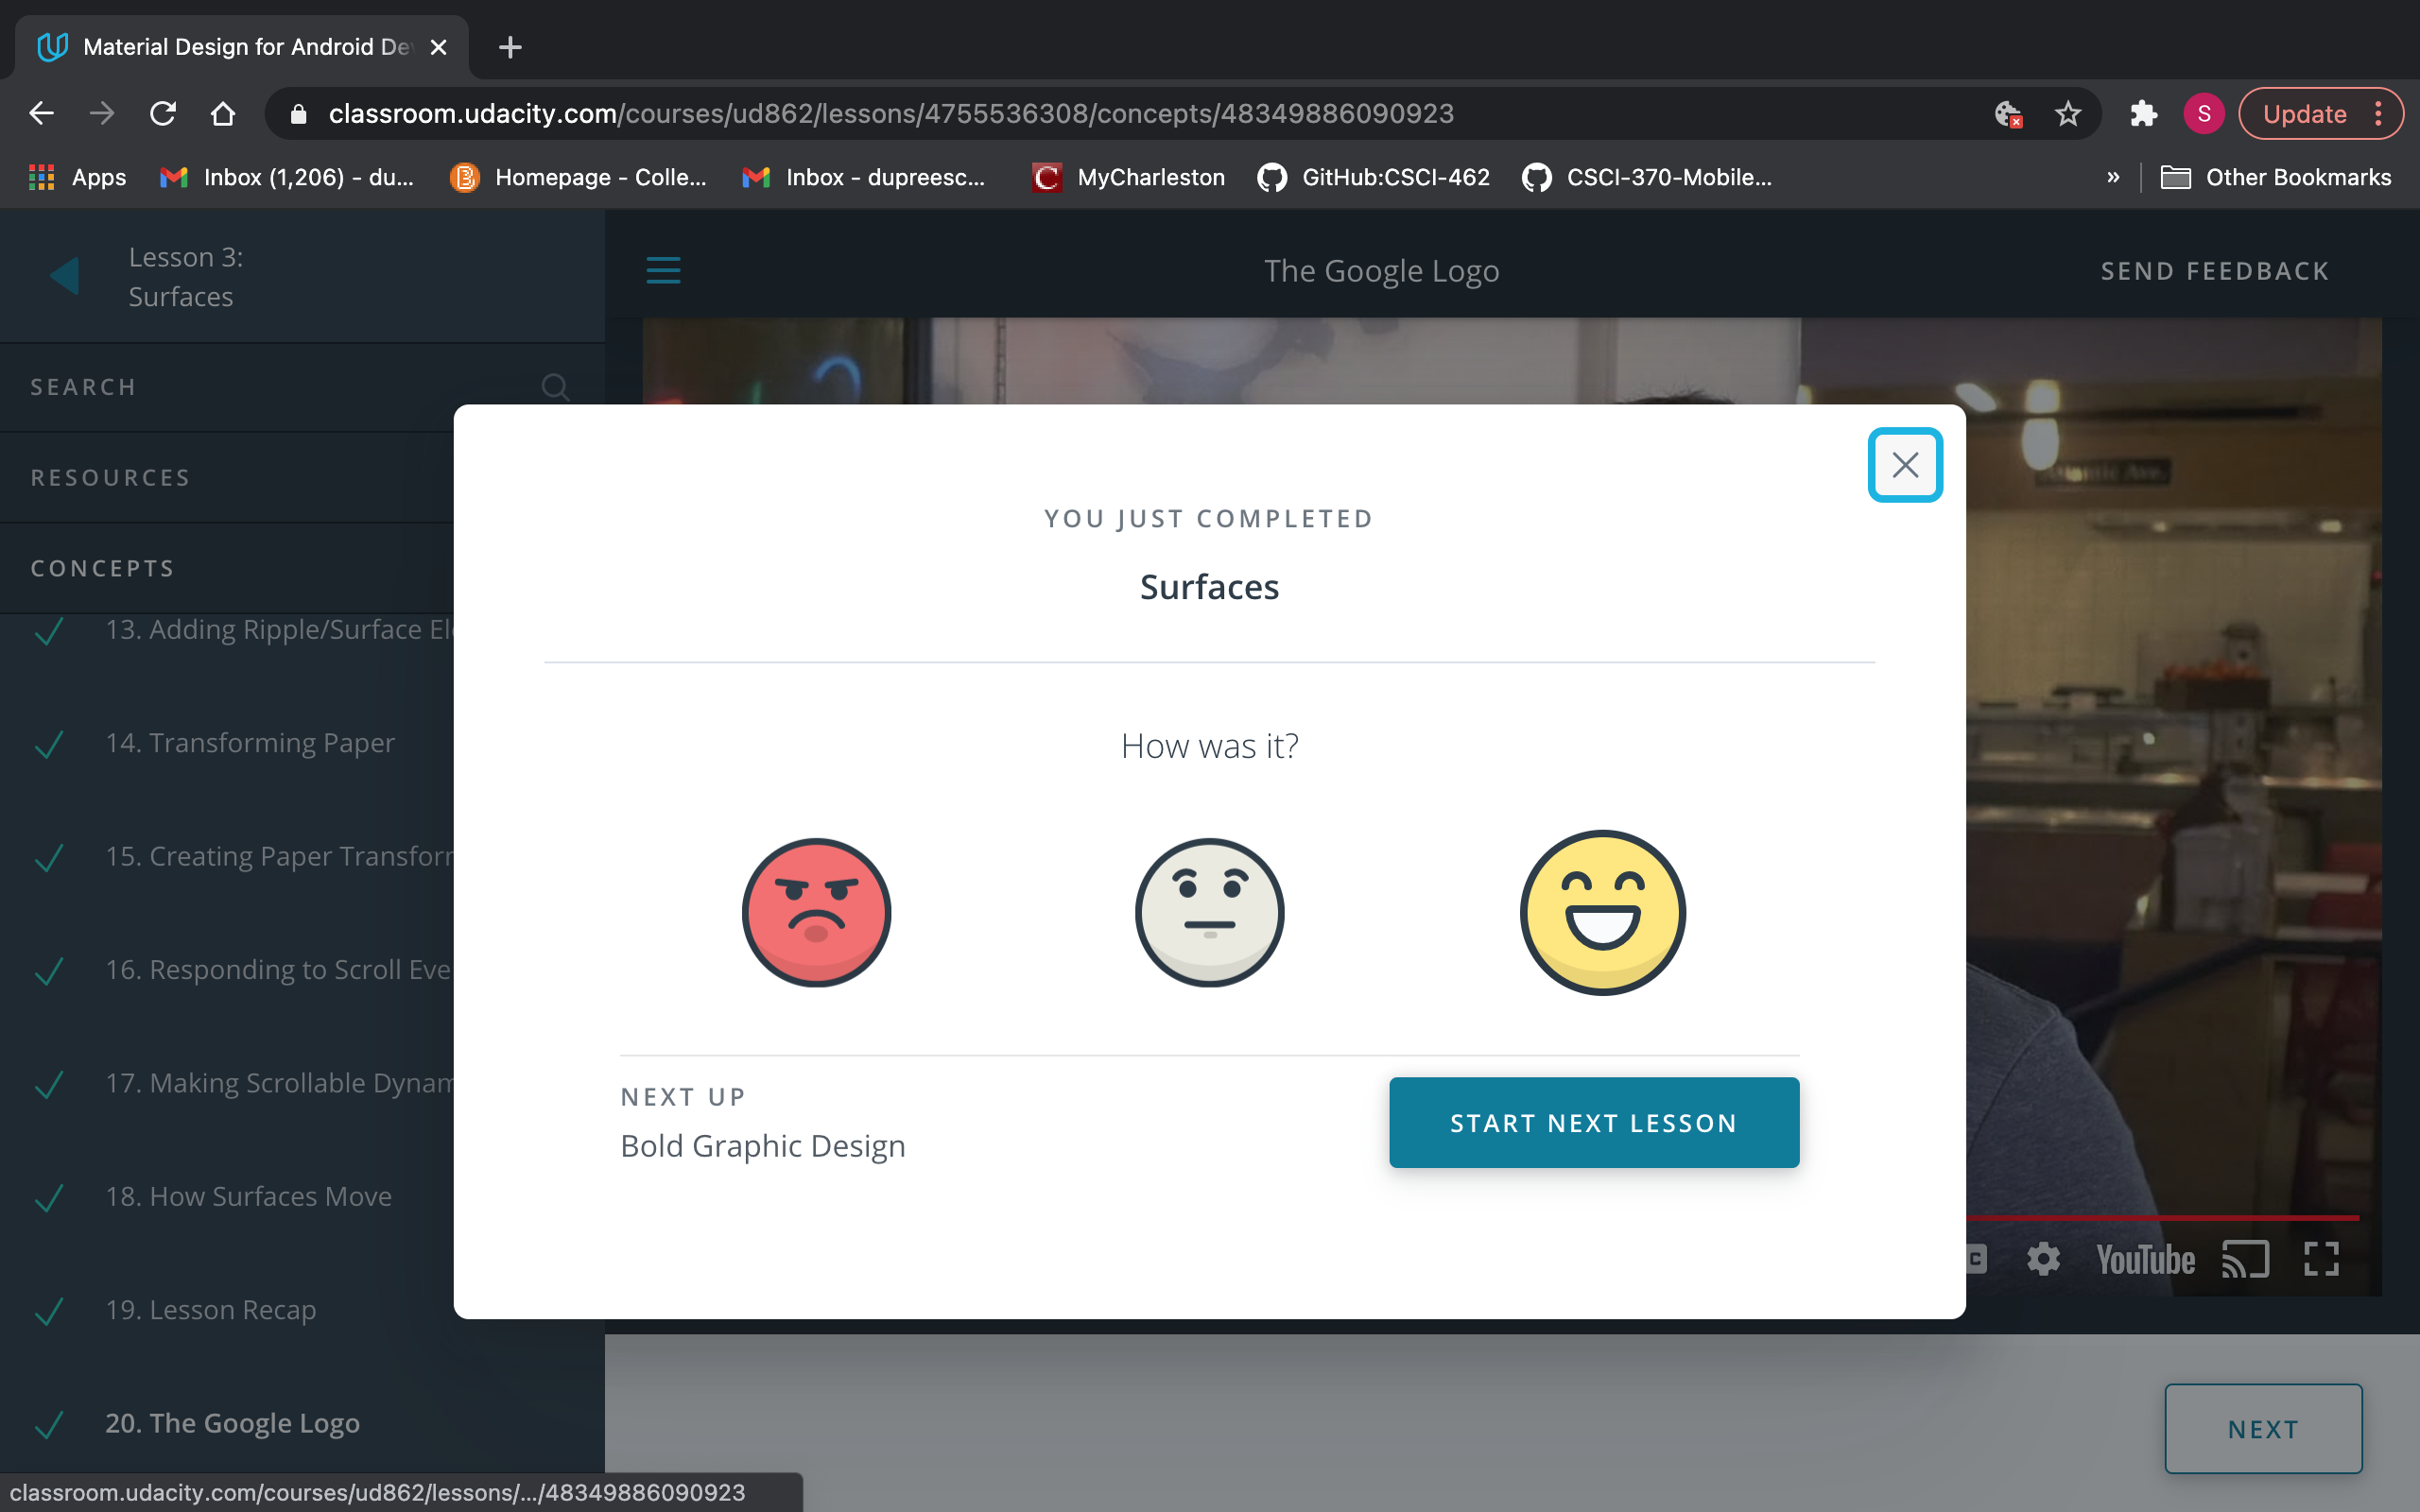 Material Design for Android De
classroom.udacity.com/courses/ud862/lessons/4755536308/concepts/48349886090923
S
Update
Apps
Inbox (1,206) - du...
Homepage - Colle...
Inbox - dupreesc...
MyCharleston
GitHub:CSCI-462
CSCI-370-Mobile...
»
Other Bookmarks
Lesson 3:
Surfaces
The Google Logo
SEND FEEDBACK
SEARCH
RESOURCES
CONCEPTS
13. Adding Ripple/Surface El
14. Transforming Paper
15. Creating Paper Transfor
16. Responding to Scroll Eve
17. Making Scrollable Dynam
18. How Surfaces Move
19. Lesson Recap
20. The Google Logo
YOU JUST COMPLETED
Surfaces
How was it?
NEXT UP
Bold Graphic Design
START NEXT LESSON
YouTube
NEXT
classroom.udacity.com/courses/ud862/lessons/.../48349886090923